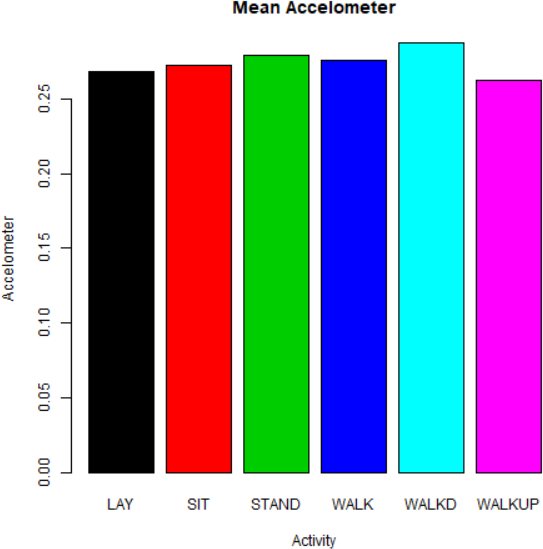 Mean Accelometer
Accelometer
0.25
0.20
0.15
0.10
0.05
0.00
LAY SIT STAND WALK WALKD WALKUP
Activity